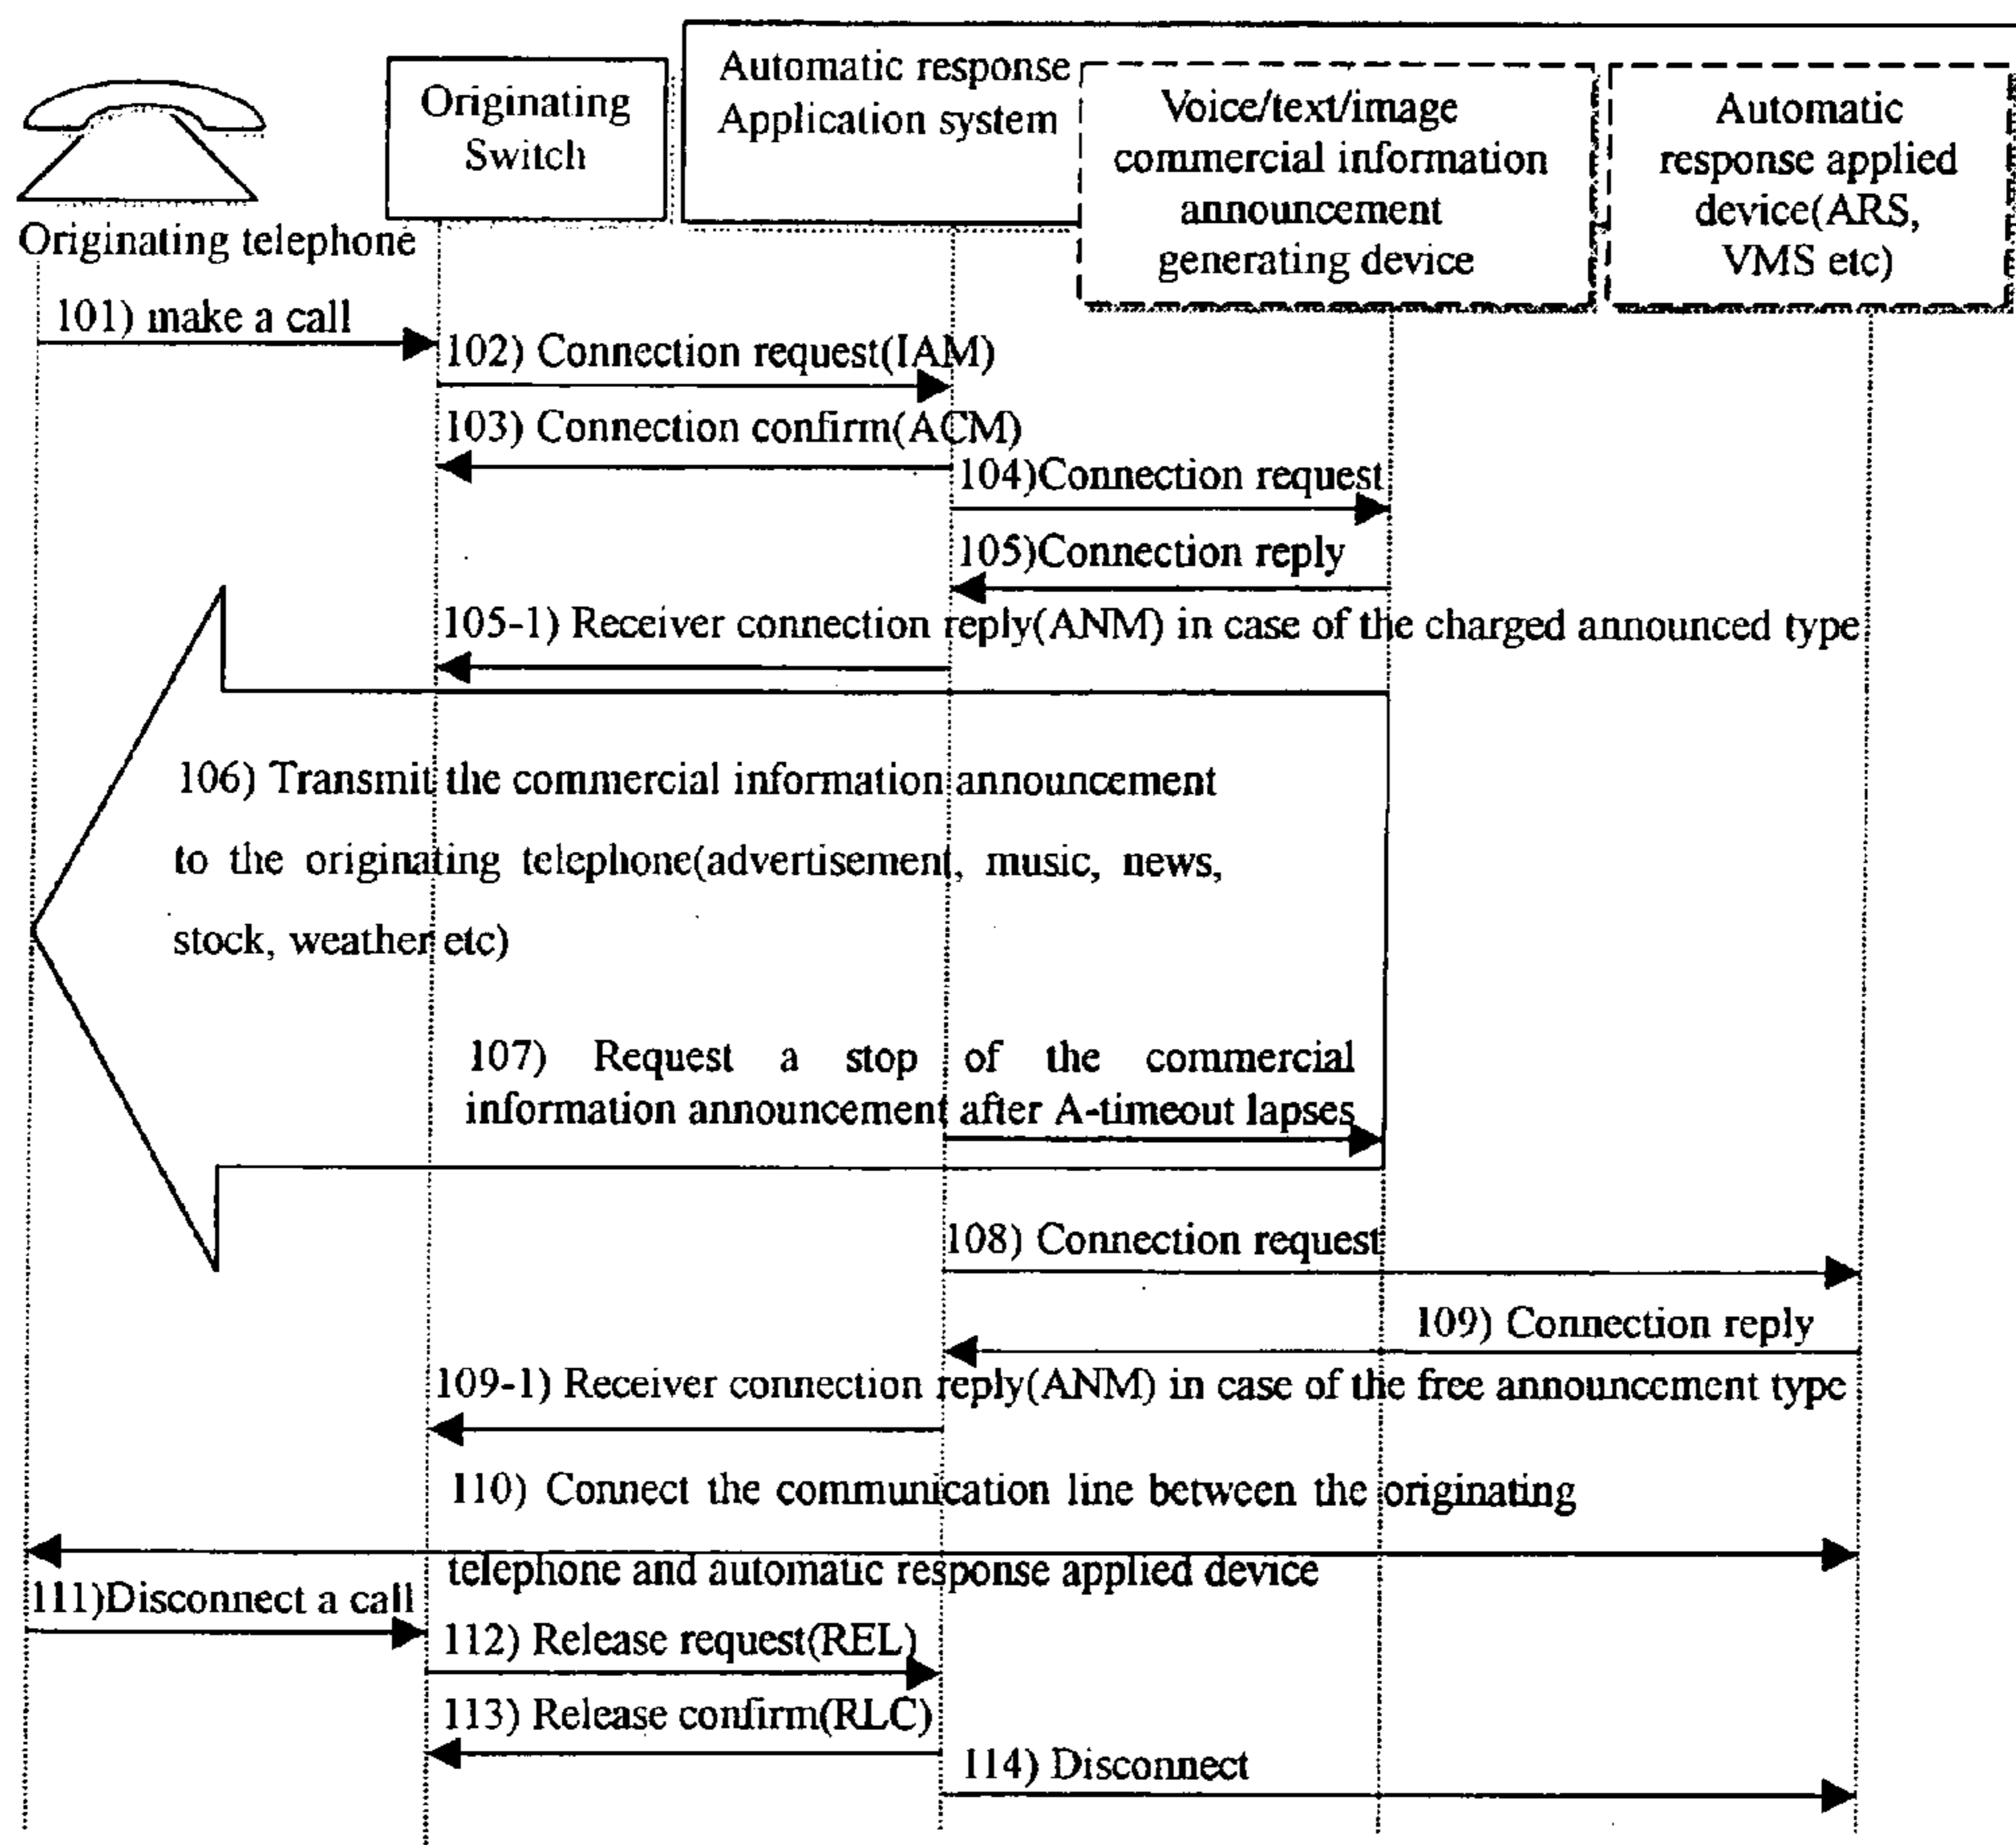 Automatic response
Application system
Originating
Switch
Voice/text/image
commercial information
announcement
generating device
Automatic
response applied
device(ARS,
VMS etc)
Originating telephone
101) make a call
102) Connection request(IAM)
103) Connection confirm(ACM)
104)Connection request
105)Connection reply
105-1) Receiver connection reply(ANM) in case of the charged announced type
106) Transmit the commercial information announcement
to the originating telephone(advertisement, music, news,
stock, weather etc)
107) Request a stop of the commercial
information announcement after A-timeout lapses
108) Connection request
109) Connection reply
109-1) Receiver connection reply(ANM) in case of the free announcement type
110) Connect the communication line between the originating
telephone and automatic response applied device
111)Disconnect a call
112) Release request(REL)
113) Release confirm(RLC)
114) Disconnect